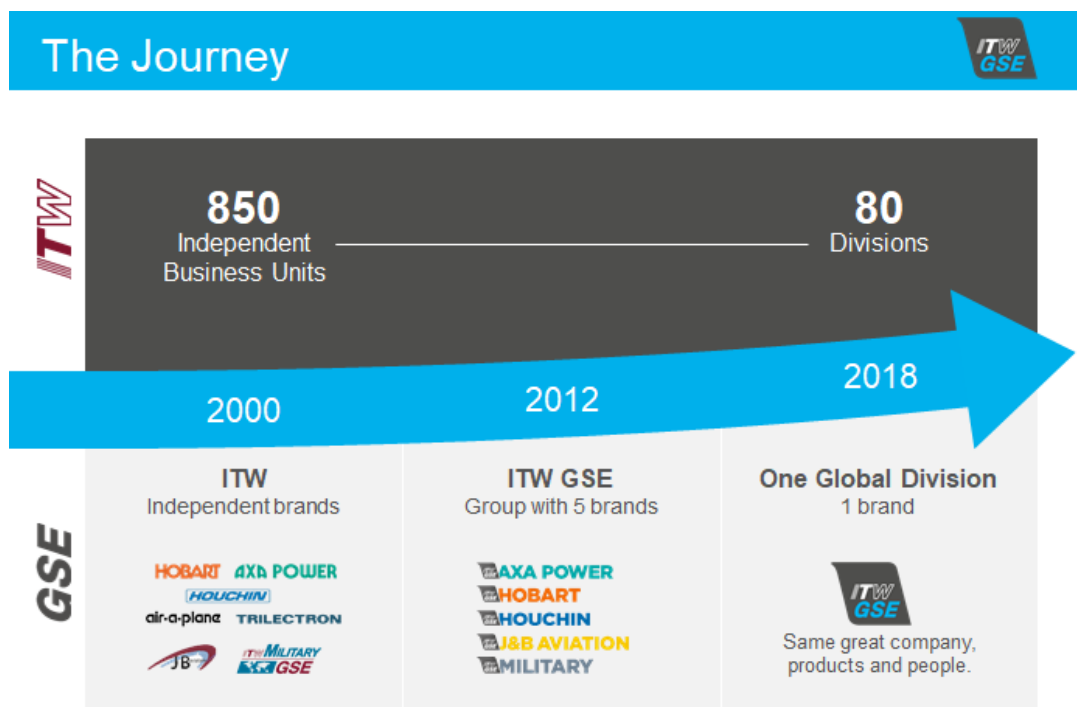 The Journey
ITW
GSE
ITW
850
Independent
Business Units
80
Divisions
2000
2012
2018
GSE
ITW
Independent brands
HOBART AXA POWER
HOUCHIN
air-a-plane TRILECTRON
JB ITW MILITARY
GSE
ITW GSE
Group with 5 brands
AXA POWER
HOBART
HOUCHIN
J&B AVIATION
MILITARY
One Global Division
1 brand
ITW
GSE
Same great company,
products and people.